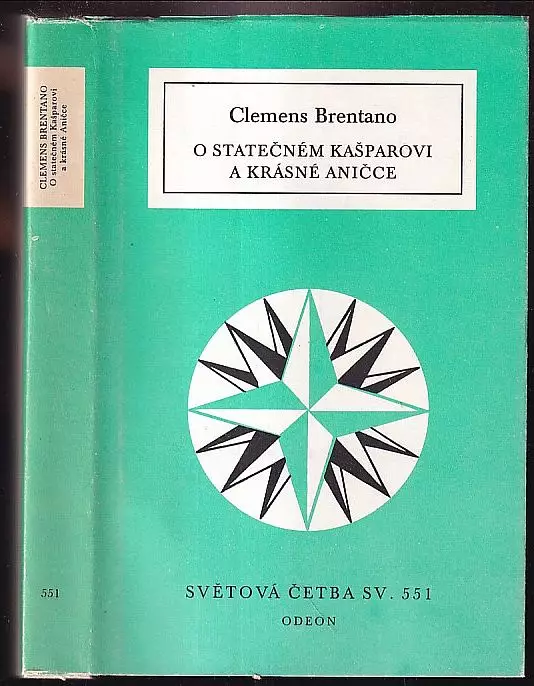 CLEMENS BRENTANO
O statečném Kašparovi
a krásné Aničce
551
Clemens Brentano
O STATEČNÉM KAŠPAROVI
A KRÁSNÉ ANIČCE
SVĚTOVÁ ČETBA SV. 551
ODEON